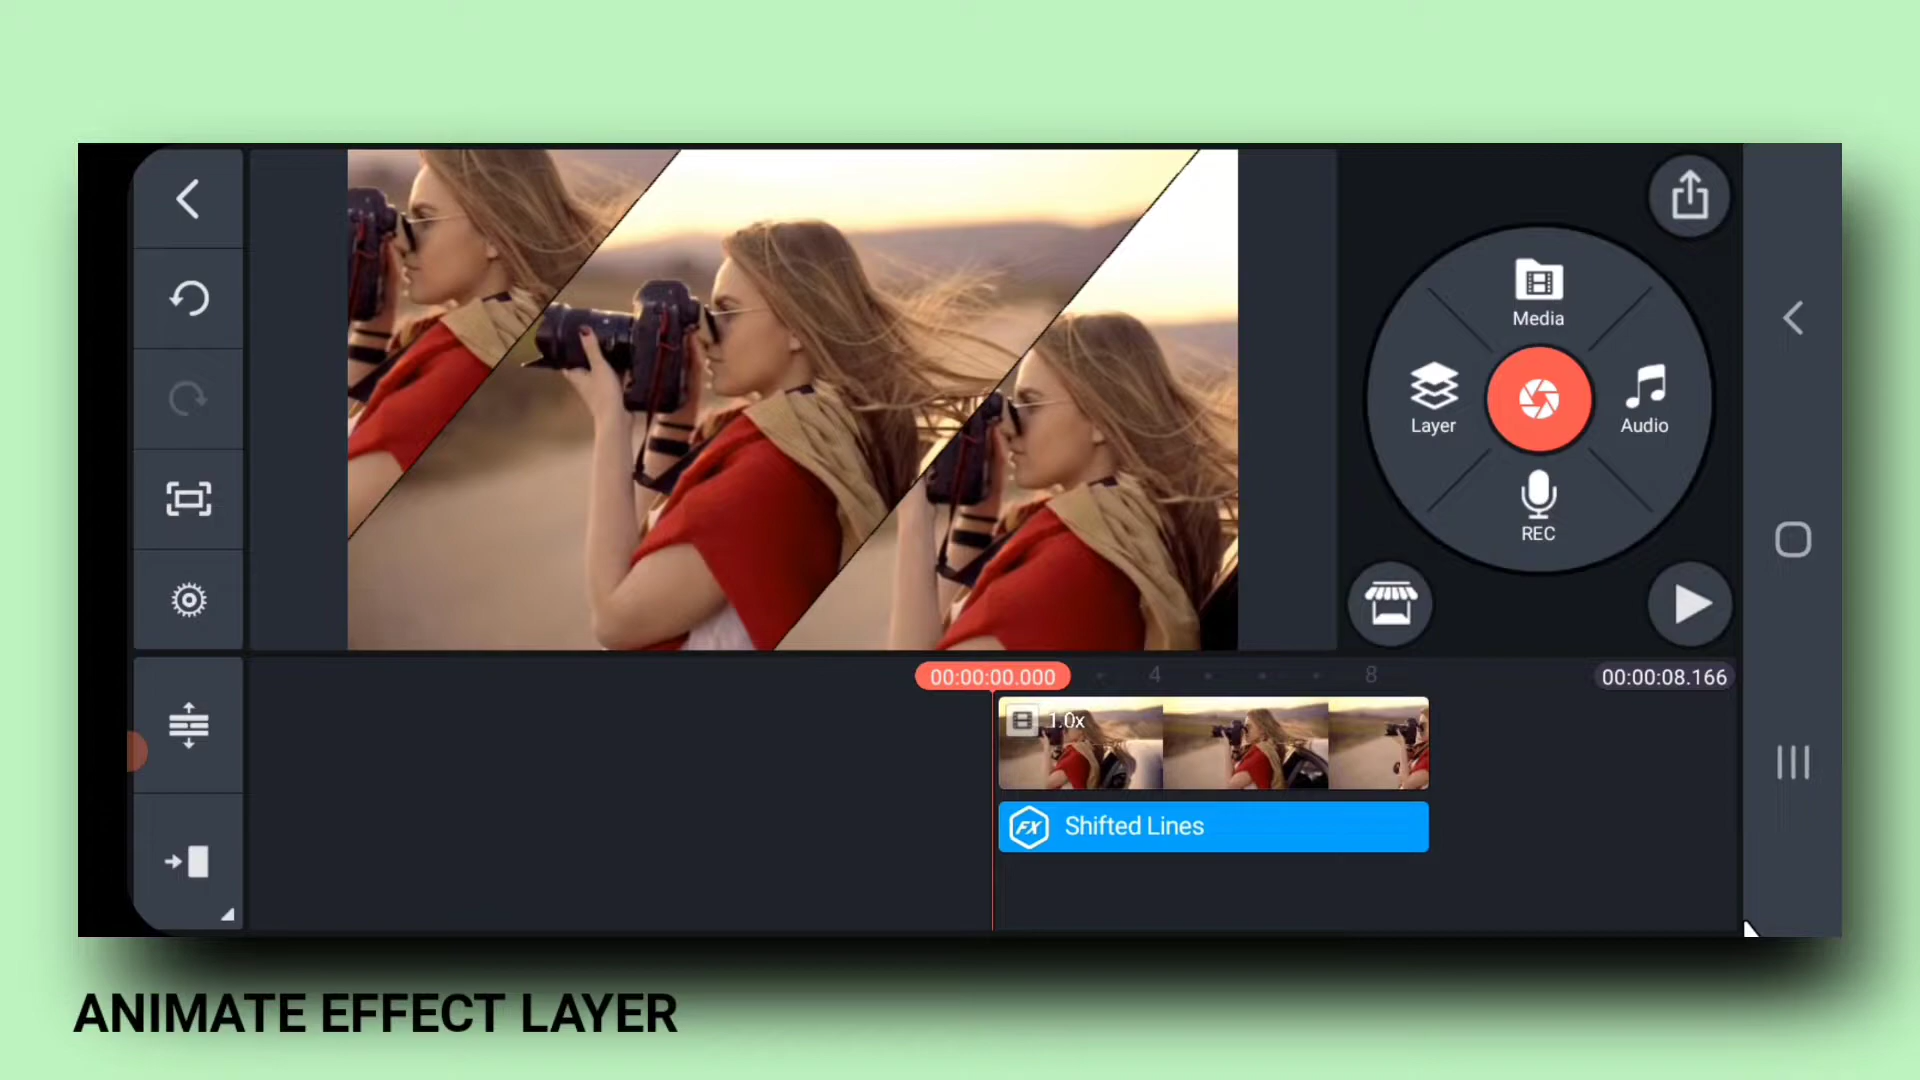 Media
Layer
Audio
REC
00:00:00.000
4
8
00:00:08.166
1.0x
FX
Shifted Lines
ANIMATE EFFECT LAYER